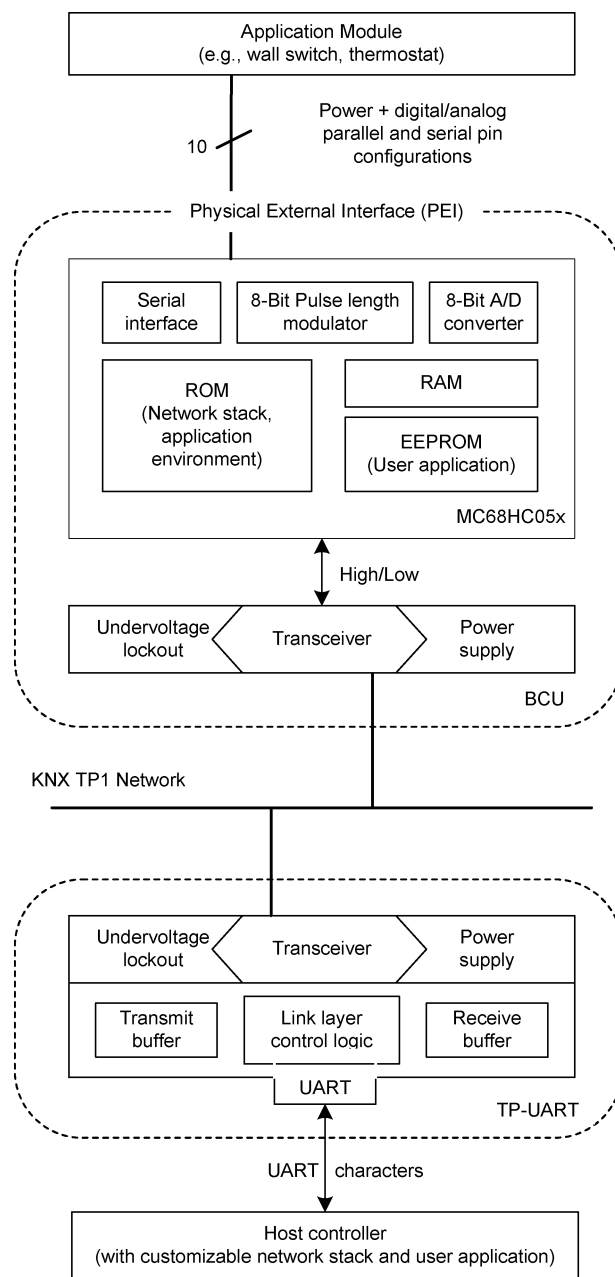 Application Module
(e.g., wall switch, thermostat)
10
Power + digital/analog
parallel and serial pin
configurations
Physical External Interface (PEI)
Serial
interface
8-Bit Pulse length
modulator
8-Bit A/D
converter
ROM
(Network stack,
application
environment)
RAM
EEPROM
(User application)
MC68HC05x
High/Low
Undervoltage
lockout
Transceiver
Power
supply
BCU
KNX TP1 Network
Undervoltage
lockout
Transceiver
Power
supply
Transmit
buffer
Link layer
control logic
Receive
buffer
UART
TP-UART
UART characters
Host controller
(with customizable network stack and user application)